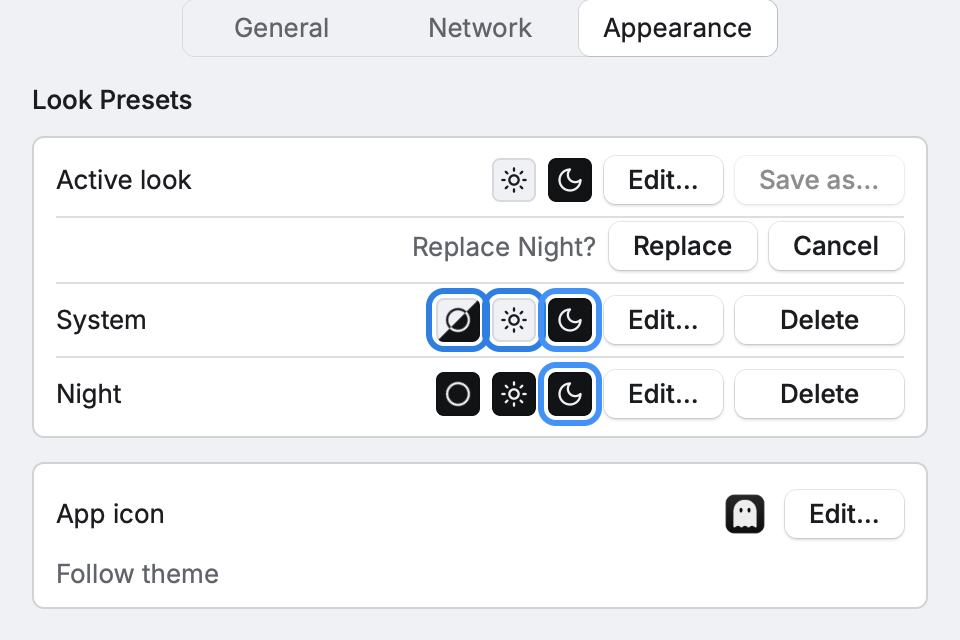 General Network Appearance
Look Presets
Active look Edit... Save as...
Replace Night? Replace Cancel
System Edit... Delete
Night Edit... Delete
App icon Edit...
Follow theme